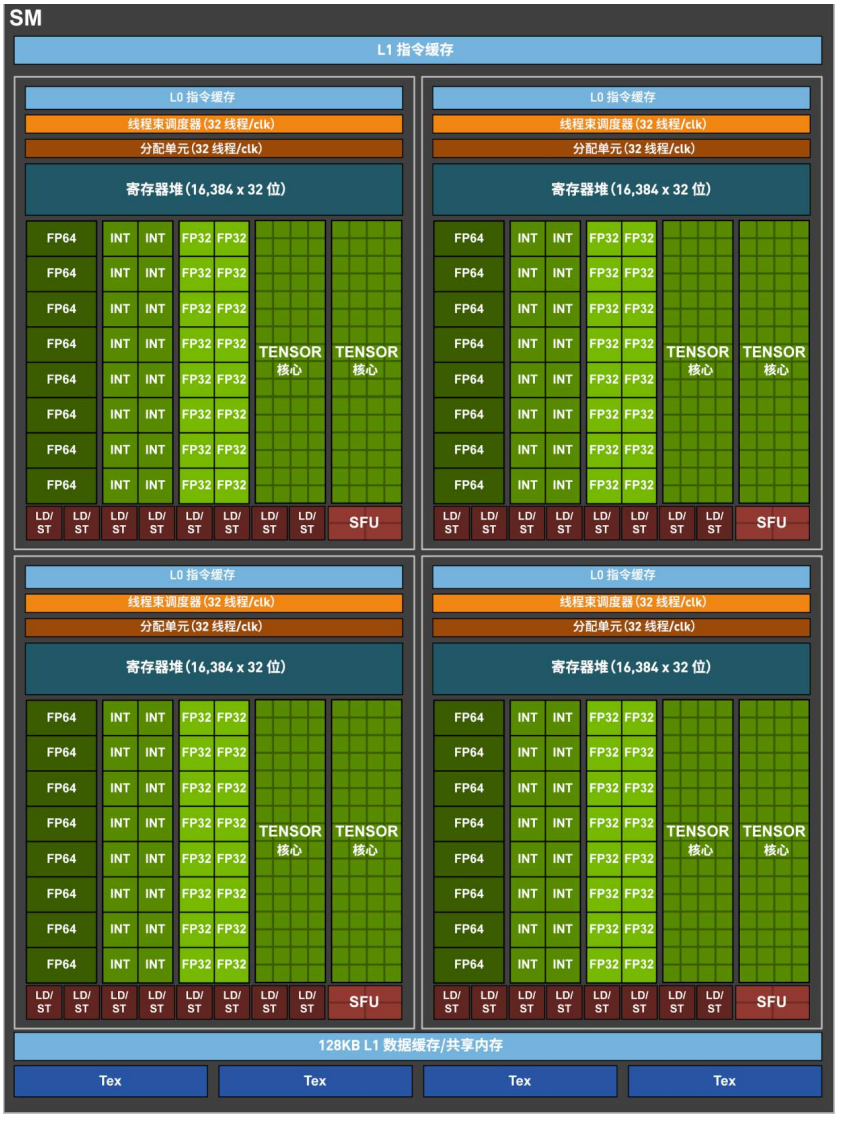 SM
L1 指令缓存
L0 指令缓存
线程束调度器(32 线程/clk)
分配单元(32 线程/clk)
寄存器堆(16,384 x 32 位)
FP64 INT INT FP32 FP32
FP64 INT INT FP32 FP32
FP64 INT INT FP32 FP32
FP64 INT INT FP32 FP32
TENSOR 核心 TENSOR 核心
FP64 INT INT FP32 FP32
FP64 INT INT FP32 FP32
FP64 INT INT FP32 FP32
FP64 INT INT FP32 FP32
LD/ST LD/ST LD/ST LD/ST LD/ST LD/ST LD/ST LD/ST SFU
L0 指令缓存
线程束调度器(32 线程/clk)
分配单元(32 线程/clk)
寄存器堆(16,384 x 32 位)
FP64 INT INT FP32 FP32
FP64 INT INT FP32 FP32
FP64 INT INT FP32 FP32
FP64 INT INT FP32 FP32
TENSOR 核心 TENSOR 核心
FP64 INT INT FP32 FP32
FP64 INT INT FP32 FP32
FP64 INT INT FP32 FP32
FP64 INT INT FP32 FP32
LD/ST LD/ST LD/ST LD/ST LD/ST LD/ST LD/ST LD/ST SFU
L0 指令缓存
线程束调度器(32 线程/clk)
分配单元(32 线程/clk)
寄存器堆(16,384 x 32 位)
FP64 INT INT FP32 FP32
FP64 INT INT FP32 FP32
FP64 INT INT FP32 FP32
FP64 INT INT FP32 FP32
TENSOR 核心 TENSOR 核心
FP64 INT INT FP32 FP32
FP64 INT INT FP32 FP32
FP64 INT INT FP32 FP32
FP64 INT INT FP32 FP32
LD/ST LD/ST LD/ST LD/ST LD/ST LD/ST LD/ST LD/ST SFU
L0 指令缓存
线程束调度器(32 线程/clk)
分配单元(32 线程/clk)
寄存器堆(16,384 x 32 位)
FP64 INT INT FP32 FP32
FP64 INT INT FP32 FP32
FP64 INT INT FP32 FP32
FP64 INT INT FP32 FP32
TENSOR 核心 TENSOR 核心
FP64 INT INT FP32 FP32
FP64 INT INT FP32 FP32
FP64 INT INT FP32 FP32
FP64 INT INT FP32 FP32
LD/ST LD/ST LD/ST LD/ST LD/ST LD/ST LD/ST LD/ST SFU
128KB L1 数据缓存/共享内存
Tex Tex Tex Tex